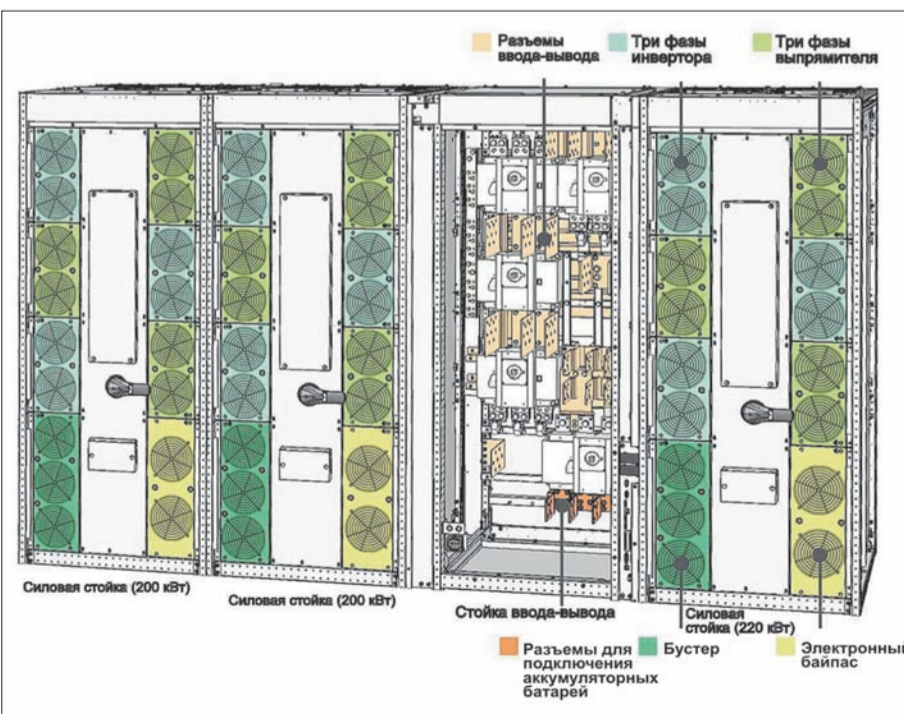 Разъемы
ввода-вывода
Три фазы
инвертора
Три фазы
выпрямителя
Силовая стойка (200 кВт)
Силовая стойка (200 кВт)
Стойка ввода-вывода
Силовая
стойка (220 кВт)
Разъемы для
подключения
аккумуляторных
батарей
Бустер
Электронный
байпас